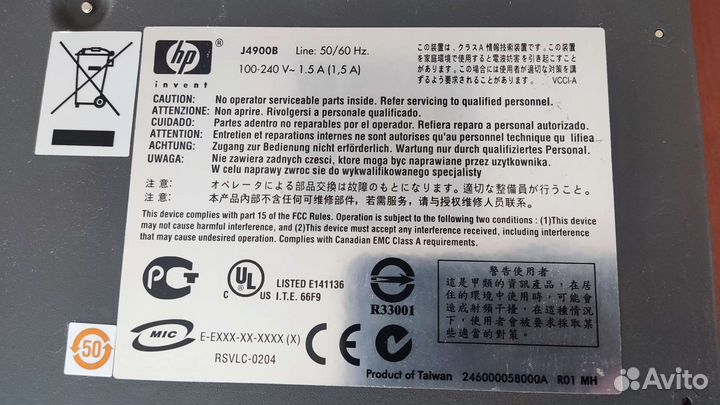 hp ® J4900B Line: 50/60 Hz.
invent 100-240 V~ 1.5 A (1,5 A)
この装置は、クラスA 情報技術装置です。この装置
を家庭環境で使用すると電波妨害を引き起こすこと
があります。この場合には使用者が適切な対策を講
ずるよう要求されることがあります。 VCCI-A
CAUTION: No operator serviceable parts inside. Refer servicing to qualified personnel.
ATTENZIONE: Non aprire. Rivolgersi a personale qualificado.
CUIDADO: Partes adentro no reparables por el operador. Refiera reparo a personal autorizado.
ATTENTION: Entretien et reparations internes ne sont autorises qu'au personnel technique qu lifiea
ACHTUNG: Zugang zur Bedienung nicht erforderlich. Wartung nur durch qualifiziertes Personal.
UWAGA: Nie zawiera zadnych czesci, ktore moga byc naprawiane przez uzytkownika.
W celu naprawy zwroc sie do wykwalifikowanego specjalisty
注意: オペレータによる部品交換は故障のもとになります。適切な整備員が行うこと。
注意: 本产品内部不含任何可维修部件，若需服务，请与授权维修人员联系。
This device complies with part 15 of the FCC Rules. Operation is subject to the following two conditions : (1)This device
may not cause harmful interference, and (2)This device must accept any interference received, including interference
that may cause undesired operation. Complies with Canadian EMC Class A requirements.
C UL ® US LISTED E141136
I.T.E. 66F9
R33001
警告使用者
這是甲類的資訊產品，在居
住的環境中使用時，可能會
造成射頻干擾，在這種情況
下，使用者會被要求採取某
些適當的對策。
50
MIC E-EXXX-XX-XXXX (X)
RSVLC-0204
CE
Product of Taiwan 246000058000A R01 MH
Avito